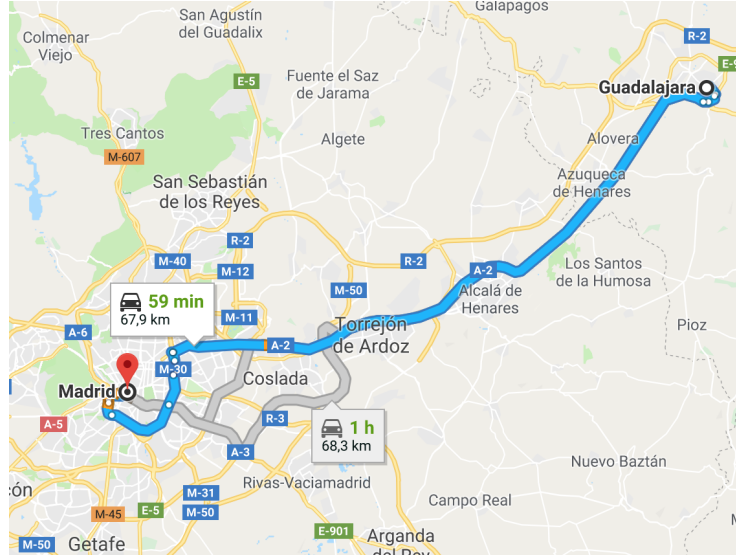 Galapagos
San Agustín
del Guadalix
Colmenar
Viejo
R-2
E-5
Fuente el Saz
de Jarama
Guadalajara
Tres Cantos
Algete
Alovera
M-607
Azuqueca
de Henares
San Sebastián
de los Reyes
R-2
M-40
M-12
R-2
A-2
Los Santos
de la Humosa
M-50
Alcalá de
Henares
59 min
67,9 km
M-11
A-6
Torrejón
de Ardoz
Pioz
A-2
M-30
Coslada
Madrid
A-5
R-3
1 h
68,3 km
A-3
Nuevo Baztán
Rivas-Vaciamadrid
M-31
Campo Real
M-50
M-45
E-5
E-901
Arganda
del Rey
M-50
Getafe